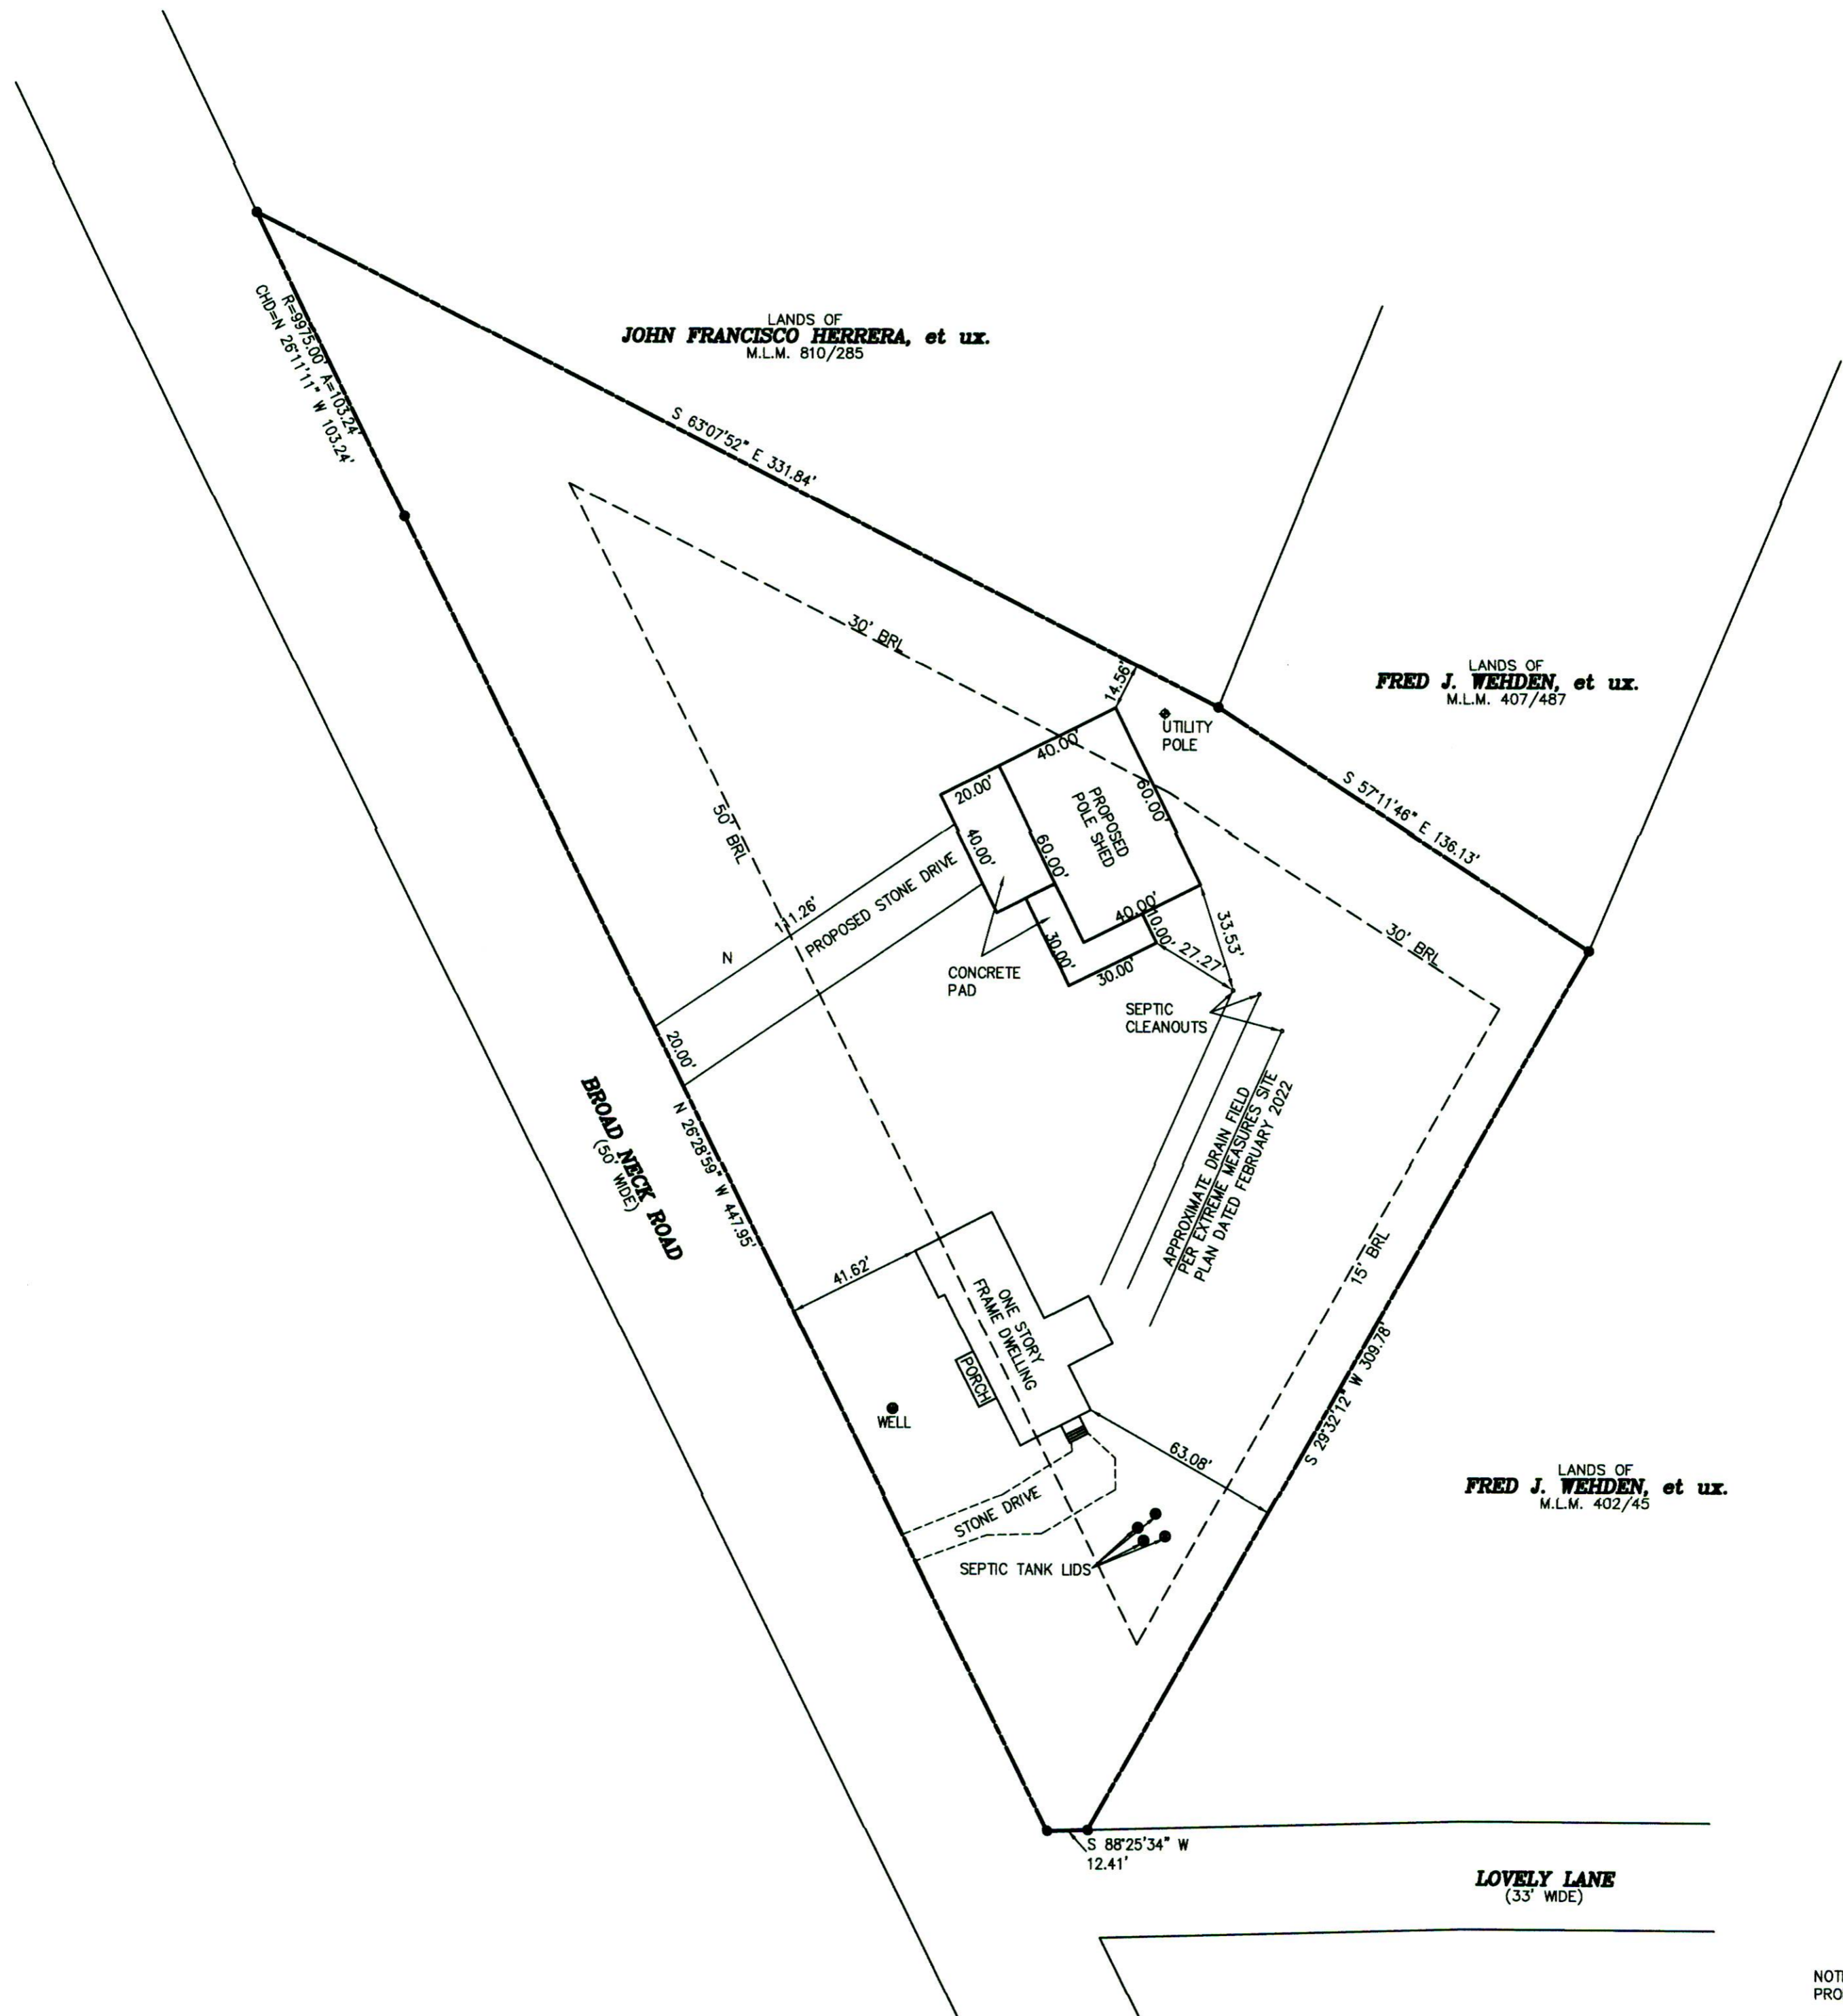 R=9975.00' A=103.24'
CHD=N 26°11'11" W 103.24'
LANDS OF
JOHN FRANCISCO HERRERA, et ux.
M.L.M. 810/285
S 63°07'52" E 331.84'
30' BRL
14.56'
UTILITY
POLE
LANDS OF
FRED J. WEHDEN, et ux.
M.L.M. 407/487
S 57°11'46" E 136.13'
40.00'
20.00'
60.00'
PROPOSED
POLE SHED
50' BRL
40.00'
60.00'
111.26'
PROPOSED STONE DRIVE
40.00'
10.00'
33.53'
27.27'
30.00'
30.00'
30' BRL
N
CONCRETE
PAD
SEPTIC
CLEANOUTS
20.00'
BROAD NECK ROAD
(50' WIDE)
N 26°28'59" W 447.95'
APPROXIMATE DRAIN FIELD
PER EXTREME MEASURES SITE
PLAN DATED FEBRUARY 2022
15' BRL
41.62'
ONE STORY
FRAME DWELLING
PORCH
WELL
S 29°32'12" W 309.78'
63.08'
STONE DRIVE
SEPTIC TANK LIDS
LANDS OF
FRED J. WEHDEN, et ux.
M.L.M. 402/45
S 88°25'34" W
12.41'
LOVELY LANE
(33' WIDE)
NOT
PRO